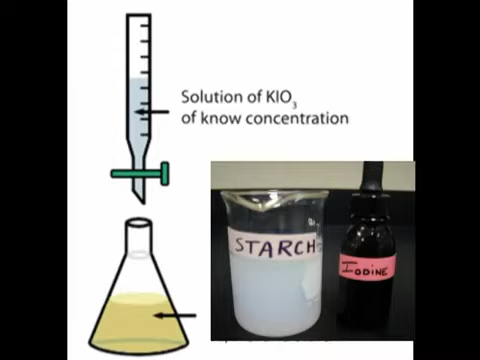 Solution of KIO₃
of know concentration
STARCH
IODINE